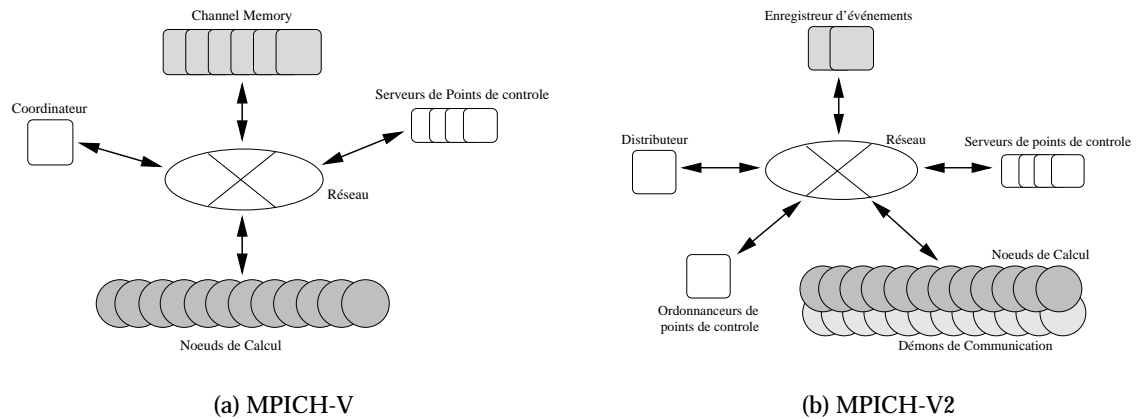 Channel Memory
Coordinateur
Serveurs de Points de controle
Réseau
Noeuds de Calcul
(a) MPICH-V
Enregistreur d'événements
Distributeur
Réseau
Serveurs de points de controle
Ordonnanceurs de
points de controle
Noeuds de Calcul
Démons de Communication
(b) MPICH-V2